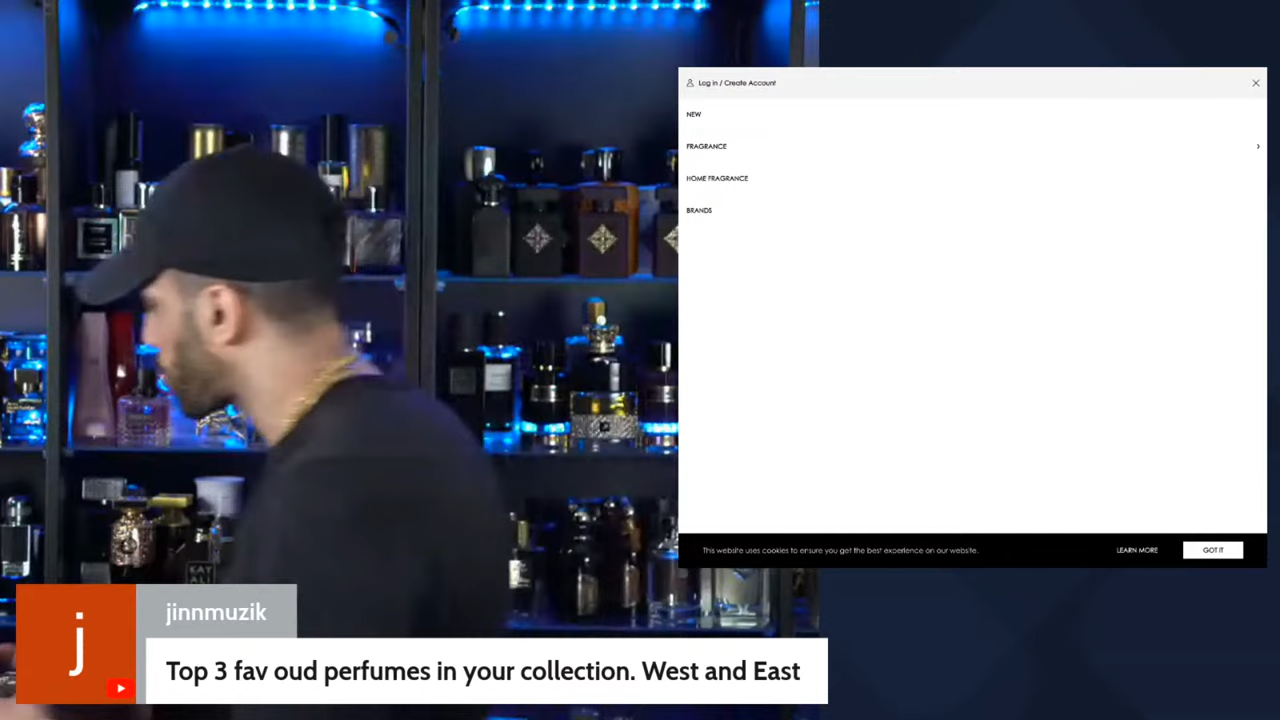 Log in / Create Account
NEW
FRAGRANCE
HOME FRAGRANCE
BRANDS
This website uses cookies to ensure you get the best experience on our website.
LEARN MORE
GOT IT
KAY
ALI
j
jinnmuzik
Top 3 fav oud perfumes in your collection. West and East